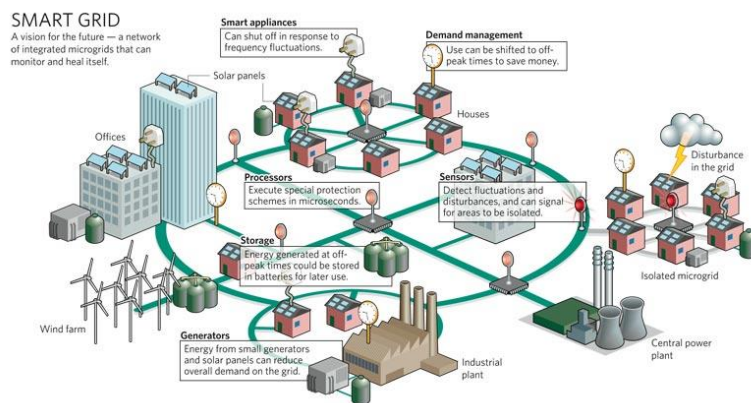 SMART GRID
A vision for the future — a network
of integrated microgrids that can
monitor and heal itself.
Smart appliances
Can shut off in response to
frequency fluctuations.
Demand management
Use can be shifted to off-
peak times to save money.
Solar panels
Houses
Offices
Disturbance
in the grid
Processors
Execute special protection
schemes in microseconds.
Sensors
Detect fluctuations and
disturbances, and can signal
for areas to be isolated.
Storage
Energy generated at off-
peak times could be stored
in batteries for later use.
Isolated microgrid
Wind farm
Generators
Energy from small generators
and solar panels can reduce
overall demand on the grid.
Industrial
plant
Central power
plant